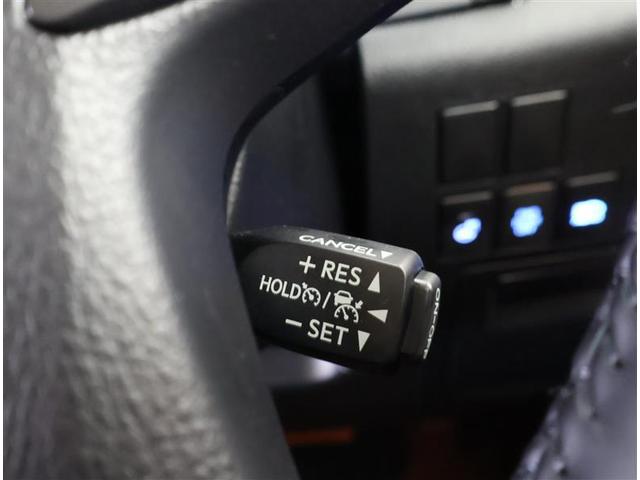 CANCEL▼
+ RES ▲
HOLD / ◀
− SET ▼
ON/OFF